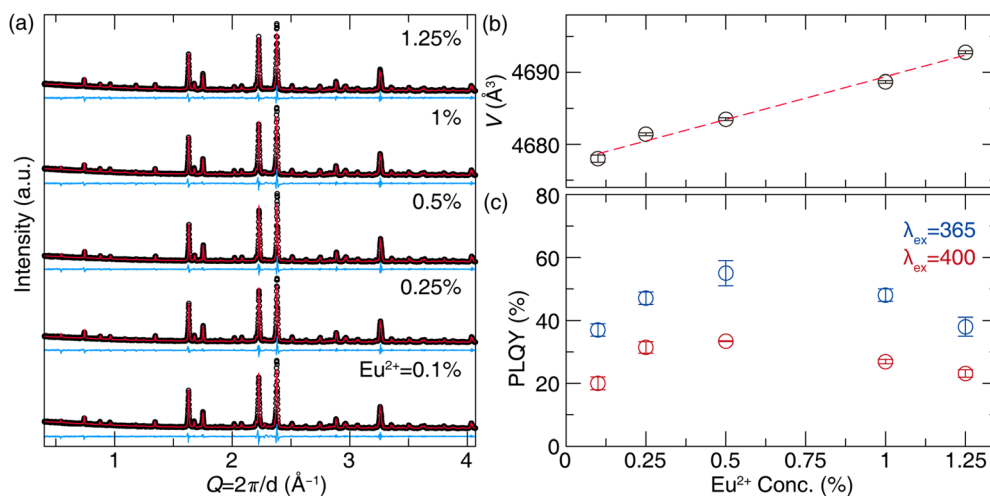 (a)
1.25%
1%
0.5%
0.25%
Eu²⁺=0.1%
Intensity (a.u.)
1 2 3 4
Q=2π/d (Å⁻¹)
(b)
4690
4680
V (Å³)
(c)
λex=365
λex=400
80
60
40
20
0
PLQY (%)
0 0.25 0.50 0.75 1.00 1.25
Eu²⁺ Conc. (%)